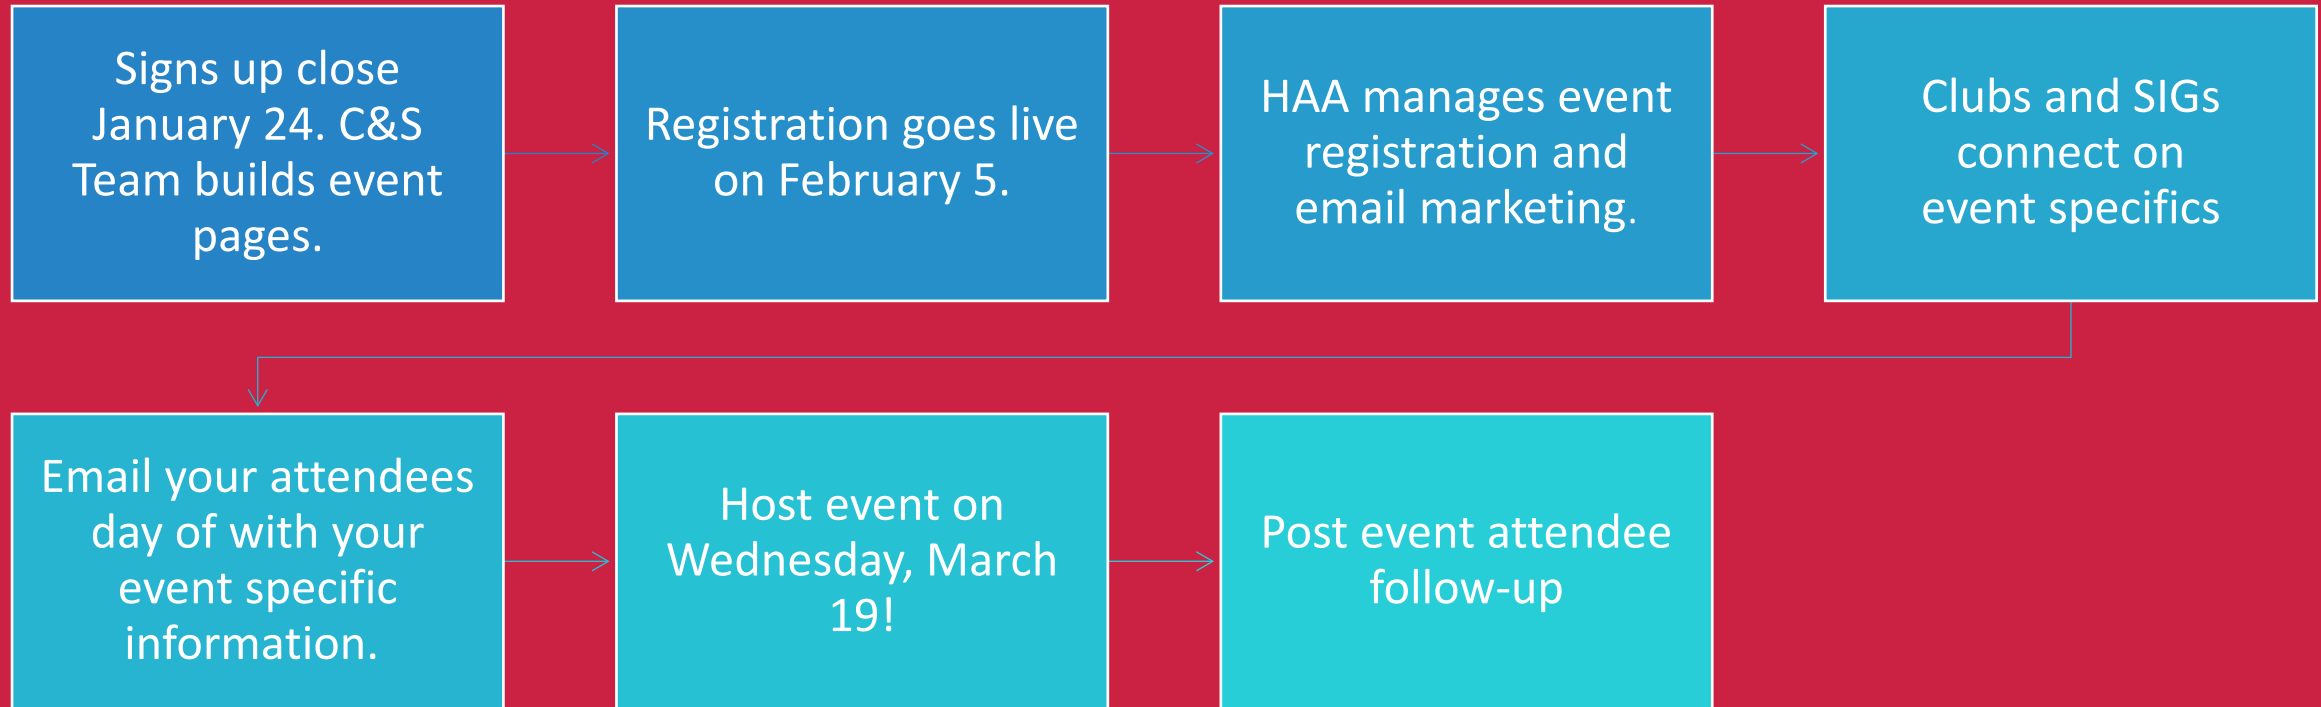 Signs up close
January 24. C&S
Team builds event
pages.
Registration goes live
on February 5.
HAA manages event
registration and
email marketing.
Clubs and SIGs
connect on
event specifics
Email your attendees
day of with your
event specific
information.
Host event on
Wednesday, March
19!
Post event attendee
follow-up